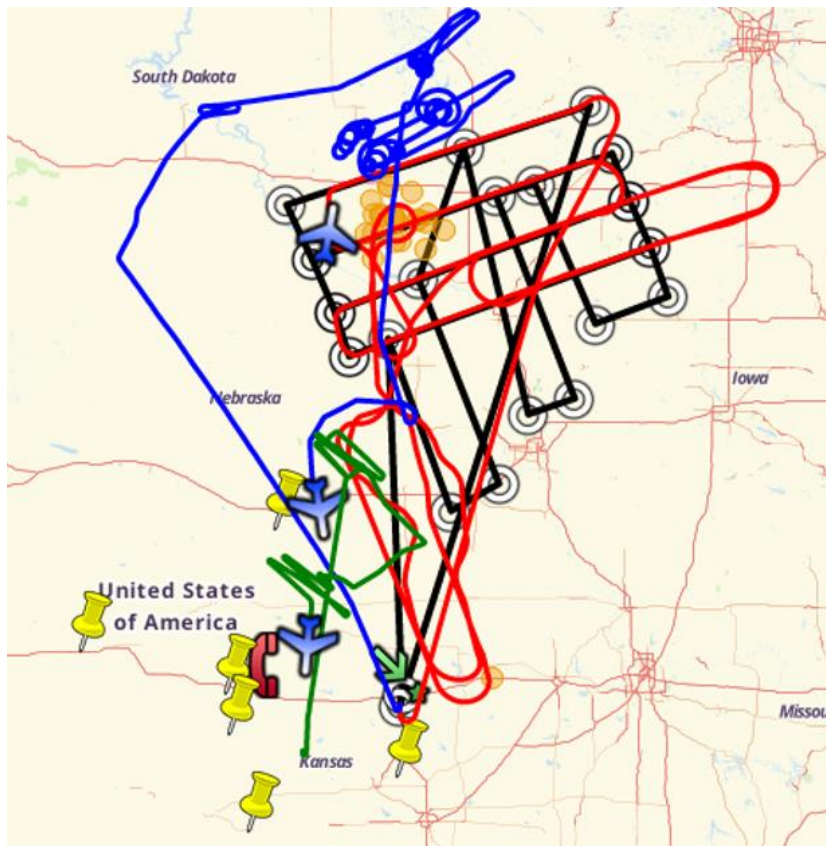 South Dakota
Nebraska
Iowa
United States
of America
Missou
Kansas